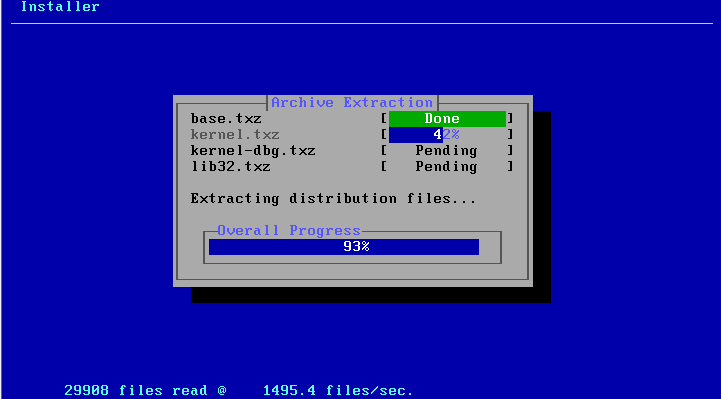 Installer
Archive Extraction
base.txz [ Done ]
kernel.txz [ 42% ]
kernel-dbg.txz [ Pending ]
lib32.txz [ Pending ]
Extracting distribution files...
Overall Progress
93%
29908 files read @ 1495.4 files/sec.